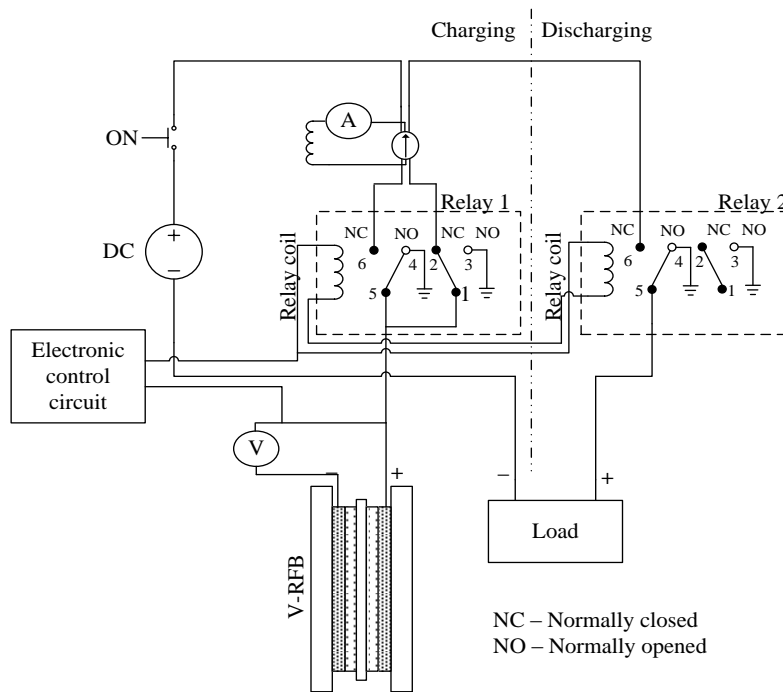 Charging
Discharging
ON
A
DC
+
−
Relay 1
Relay 2
NC
NO
NC
NO
6
4
2
3
5
1
Relay coil
NC
NO
NC
NO
6
4
2
3
5
1
Relay coil
Electronic
control
circuit
V
−
+
V-RFB
−
+
Load
NC – Normally closed
NO – Normally opened